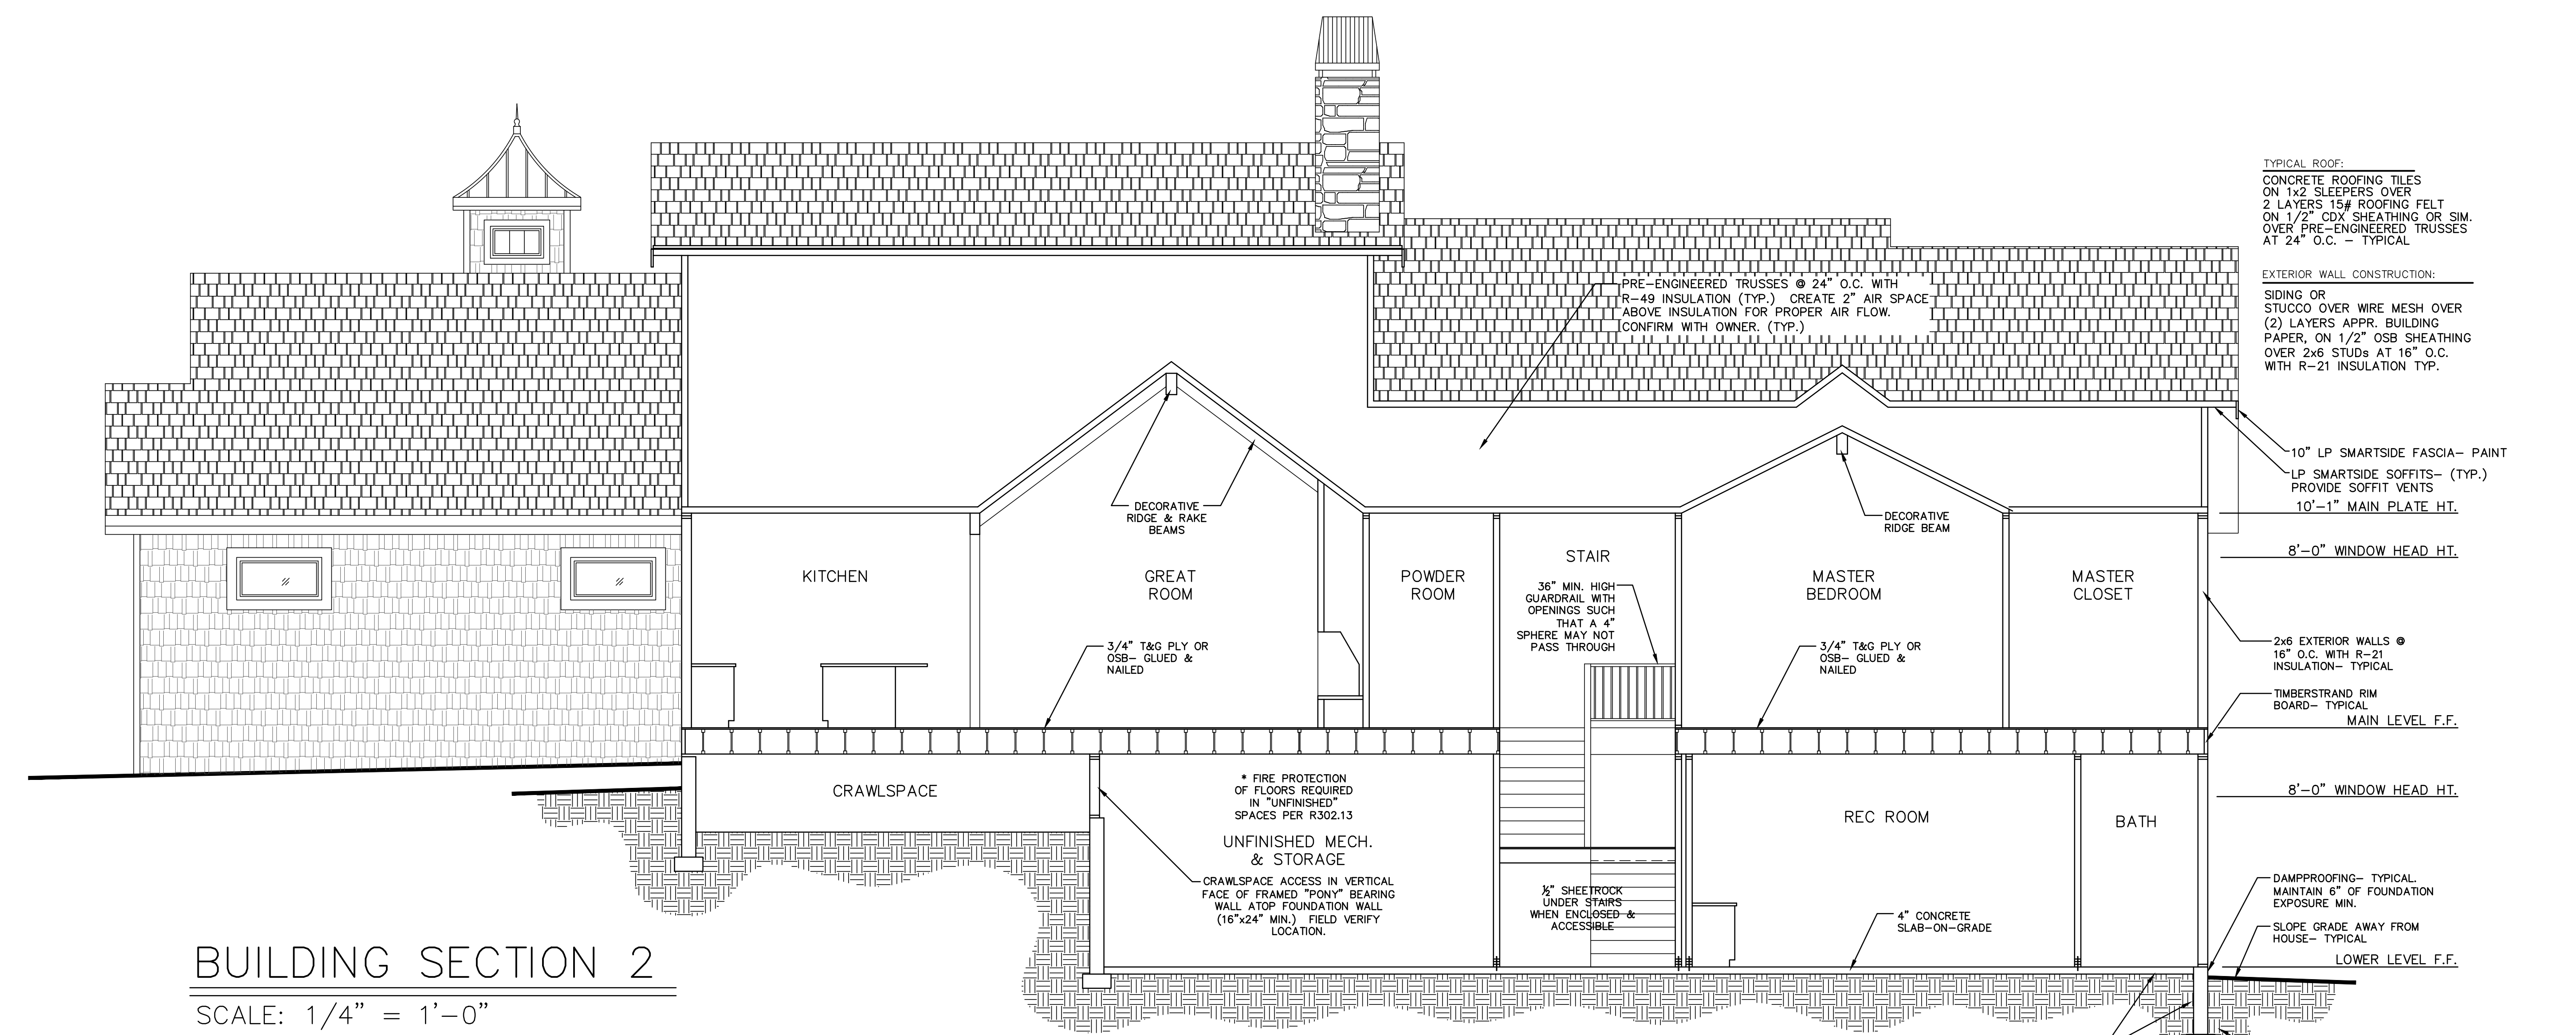 TYPICAL ROOF:
CONCRETE ROOFING TILES
ON 1x2 SLEEPERS OVER
2 LAYERS 15# ROOFING FELT
ON 1/2" CDX SHEATHING OR SIM.
OVER PRE-ENGINEERED TRUSSES
AT 24" O.C. - TYPICAL
EXTERIOR WALL CONSTRUCTION:
SIDING OR
STUCCO OVER WIRE MESH OVER
(2) LAYERS APPR. BUILDING
PAPER, ON 1/2" OSB SHEATHING
OVER 2x6 STUDs AT 16" O.C.
WITH R-21 INSULATION TYP.
PRE-ENGINEERED TRUSSES @ 24" O.C. WITH
R-49 INSULATION (TYP.) CREATE 2" AIR SPACE
ABOVE INSULATION FOR PROPER AIR FLOW.
CONFIRM WITH OWNER. (TYP.)
10" LP SMARTSIDE FASCIA- PAINT
LP SMARTSIDE SOFFITS- (TYP.)
PROVIDE SOFFIT VENTS
10'-1" MAIN PLATE HT.
8'-0" WINDOW HEAD HT.
DECORATIVE
RIDGE & RAKE
BEAMS
DECORATIVE
RIDGE BEAM
KITCHEN
GREAT
ROOM
POWDER
ROOM
STAIR
36" MIN. HIGH
GUARDRAIL WITH
OPENINGS SUCH
THAT A 4"
SPHERE MAY NOT
PASS THROUGH
MASTER
BEDROOM
MASTER
CLOSET
3/4" T&G PLY OR
OSB- GLUED &
NAILED
3/4" T&G PLY OR
OSB- GLUED &
NAILED
2x6 EXTERIOR WALLS @
16" O.C. WITH R-21
INSULATION- TYPICAL
TIMBERSTRAND RIM
BOARD- TYPICAL
MAIN LEVEL F.F.
8'-0" WINDOW HEAD HT.
CRAWLSPACE
* FIRE PROTECTION
OF FLOORS REQUIRED
IN "UNFINISHED"
SPACES PER R302.13
UNFINISHED MECH.
& STORAGE
CRAWLSPACE ACCESS IN VERTICAL
FACE OF FRAMED "PONY" BEARING
WALL ATOP FOUNDATION WALL
(16"x24" MIN.) FIELD VERIFY
LOCATION.
½" SHEETROCK
UNDER STAIRS
WHEN ENCLOSED &
ACCESSIBLE
REC ROOM
BATH
4" CONCRETE
SLAB-ON-GRADE
DAMPPROOFING- TYPICAL.
MAINTAIN 6" OF FOUNDATION
EXPOSURE MIN.
SLOPE GRADE AWAY FROM
HOUSE- TYPICAL
LOWER LEVEL F.F.
BUILDING SECTION 2
SCALE: 1/4" = 1'-0"